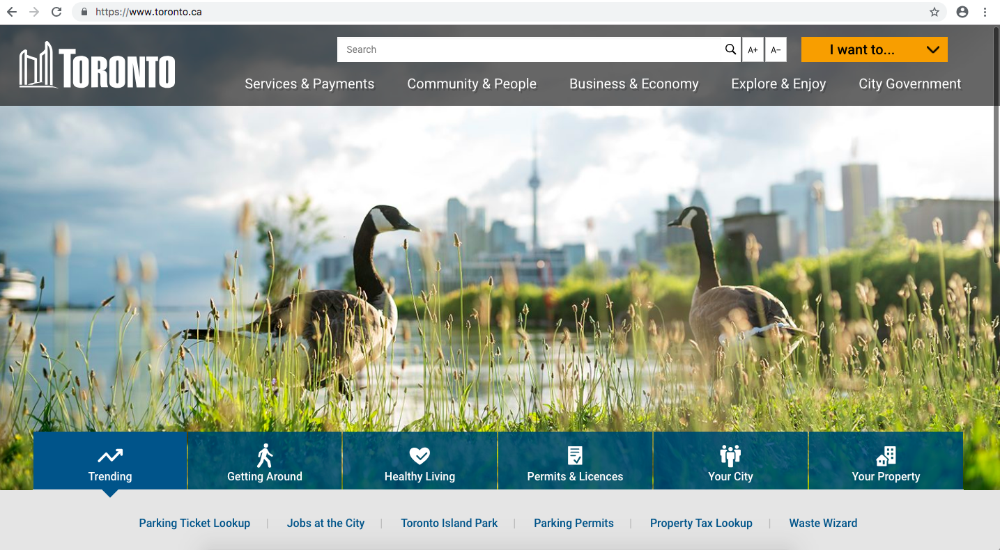 https://www.toronto.ca
TORONTO
Search
A+
A-
I want to...
Services & Payments
Community & People
Business & Economy
Explore & Enjoy
City Government
Trending
Getting Around
Healthy Living
Permits & Licences
Your City
Your Property
Parking Ticket Lookup | Jobs at the City | Toronto Island Park | Parking Permits | Property Tax Lookup | Waste Wizard